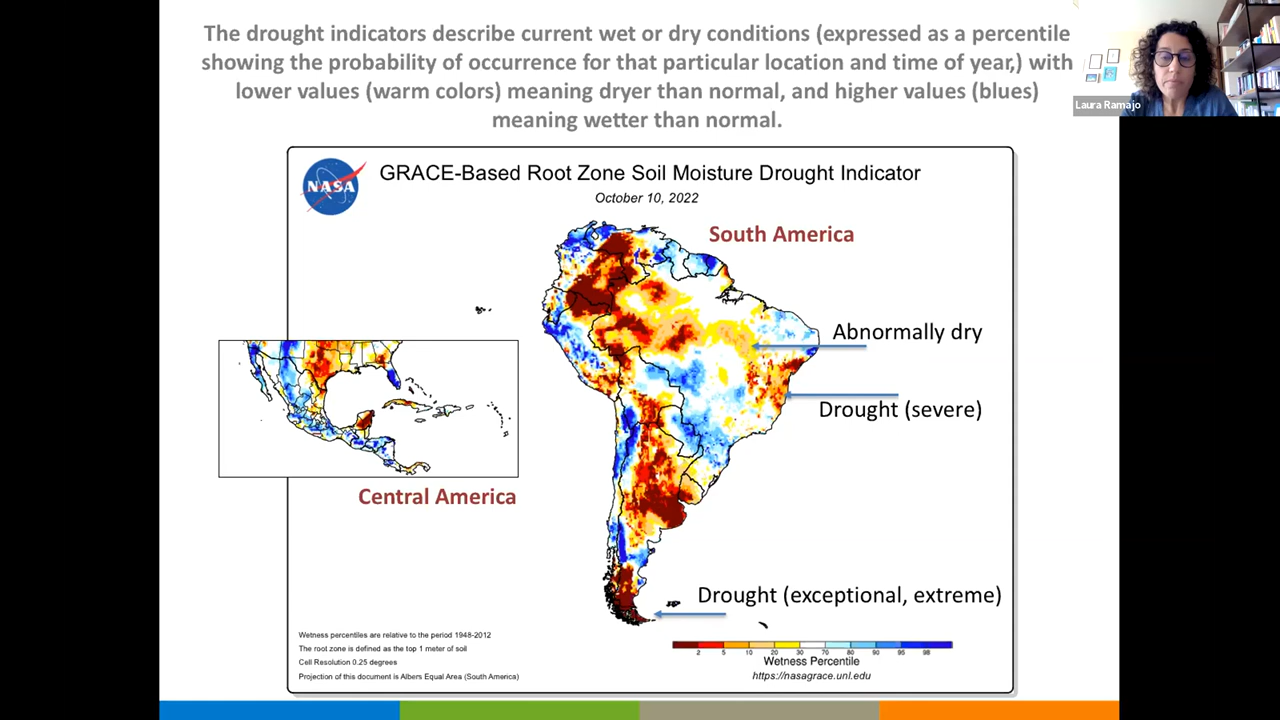 The drought indicators describe current wet or dry conditions (expressed as a percentile
showing the probability of occurrence for that particular location and time of year,) with
lower values (warm colors) meaning dryer than normal, and higher values (blues)
meaning wetter than normal.
Laura Ramajo
NASA
GRACE-Based Root Zone Soil Moisture Drought Indicator
October 10, 2022
South America
Abnormally dry
Drought (severe)
Central America
Drought (exceptional, extreme)
Wetness percentiles are relative to the period 1948-2012
The root zone is defined as the top 1 meter of soil
Cell Resolution 0.25 degrees
Projection of this document is Albers Equal Area (South America)
2 5 10 20 30 70 80 90 95 98
Wetness Percentile
https://nasagrace.unl.edu